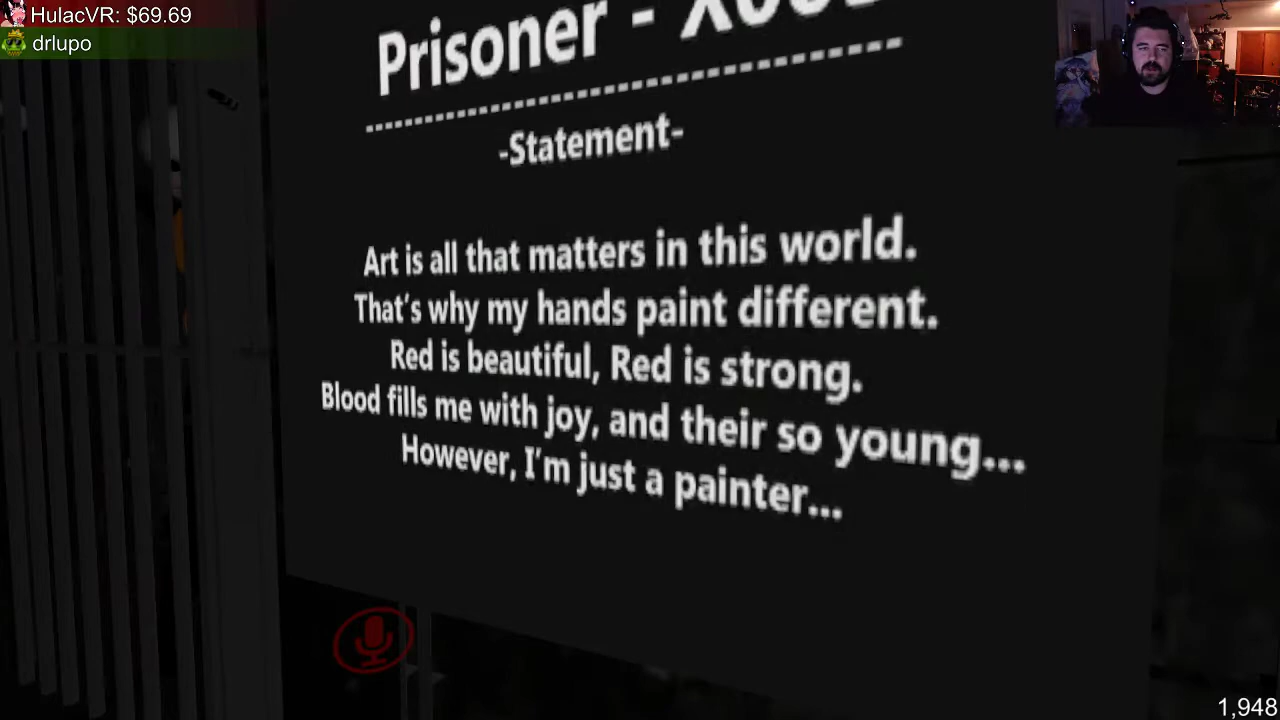 HulacVR: $69.69
drlupo
Prisoner -
-Statement-
Art is all that matters in this world.
That's why my hands paint different.
Red is beautiful, Red is strong.
Blood fills me with joy, and their so young...
However, I'm just a painter...
1,948